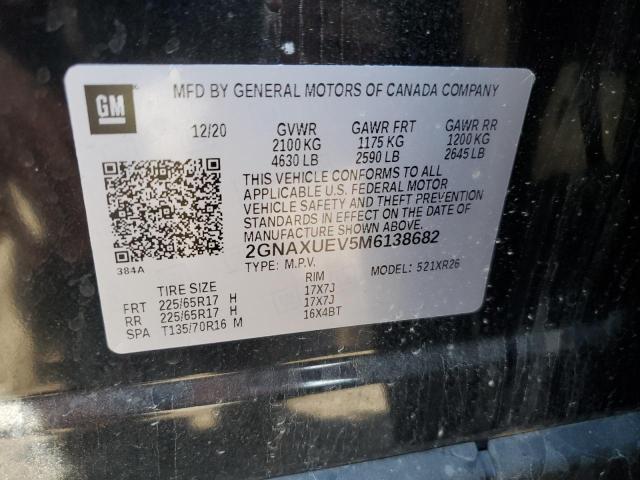 GM
MFD BY GENERAL MOTORS OF CANADA COMPANY
12/20 GVWR GAWR FRT GAWR RR
2100 KG 1175 KG 1200 KG
4630 LB 2590 LB 2645 LB
THIS VEHICLE CONFORMS TO ALL
APPLICABLE U.S. FEDERAL MOTOR
VEHICLE SAFETY AND THEFT PREVENTION
STANDARDS IN EFFECT ON THE DATE OF
MANUFACTURE SHOWN ABOVE.
2GNAXUEV5M6138682
384A
TYPE: M.P.V. MODEL: 521XR26
TIRE SIZE RIM
FRT 225/65R17 H 17X7J
RR 225/65R17 H 17X7J
SPA T135/70R16 M 16X4BT